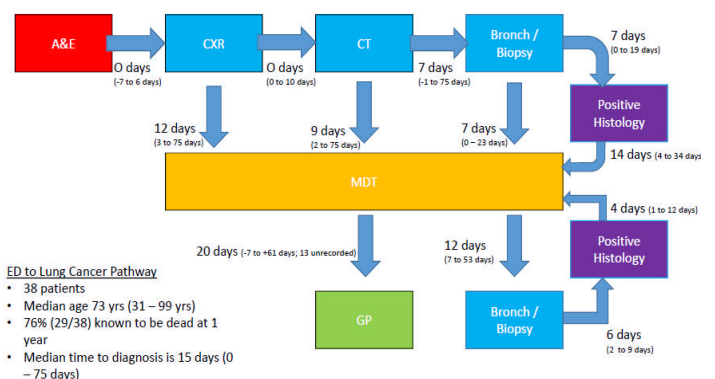 A&E
CXR
CT
Bronch /
Biopsy
O days
(-7 to 6 days)
O days
(0 to 10 days)
7 days
(-1 to 75 days)
7 days
(0 to 19 days)
Positive
Histology
12 days
(3 to 75 days)
9 days
(2 to 75 days)
7 days
(0 – 23 days)
14 days (4 to 34 days
MDT
4 days (1 to 12 days)
20 days (-7 to +61 days; 13 unrecorded)
12 days
(7 to 53 days)
Positive
Histology
GP
Bronch /
Biopsy
6 days
(2 to 9 days)
ED to Lung Cancer Pathway
• 38 patients
• Median age 73 yrs (31 – 99 yrs)
• 76% (29/38) known to be dead at 1
year
• Median time to diagnosis is 15 days (0
– 75 days)